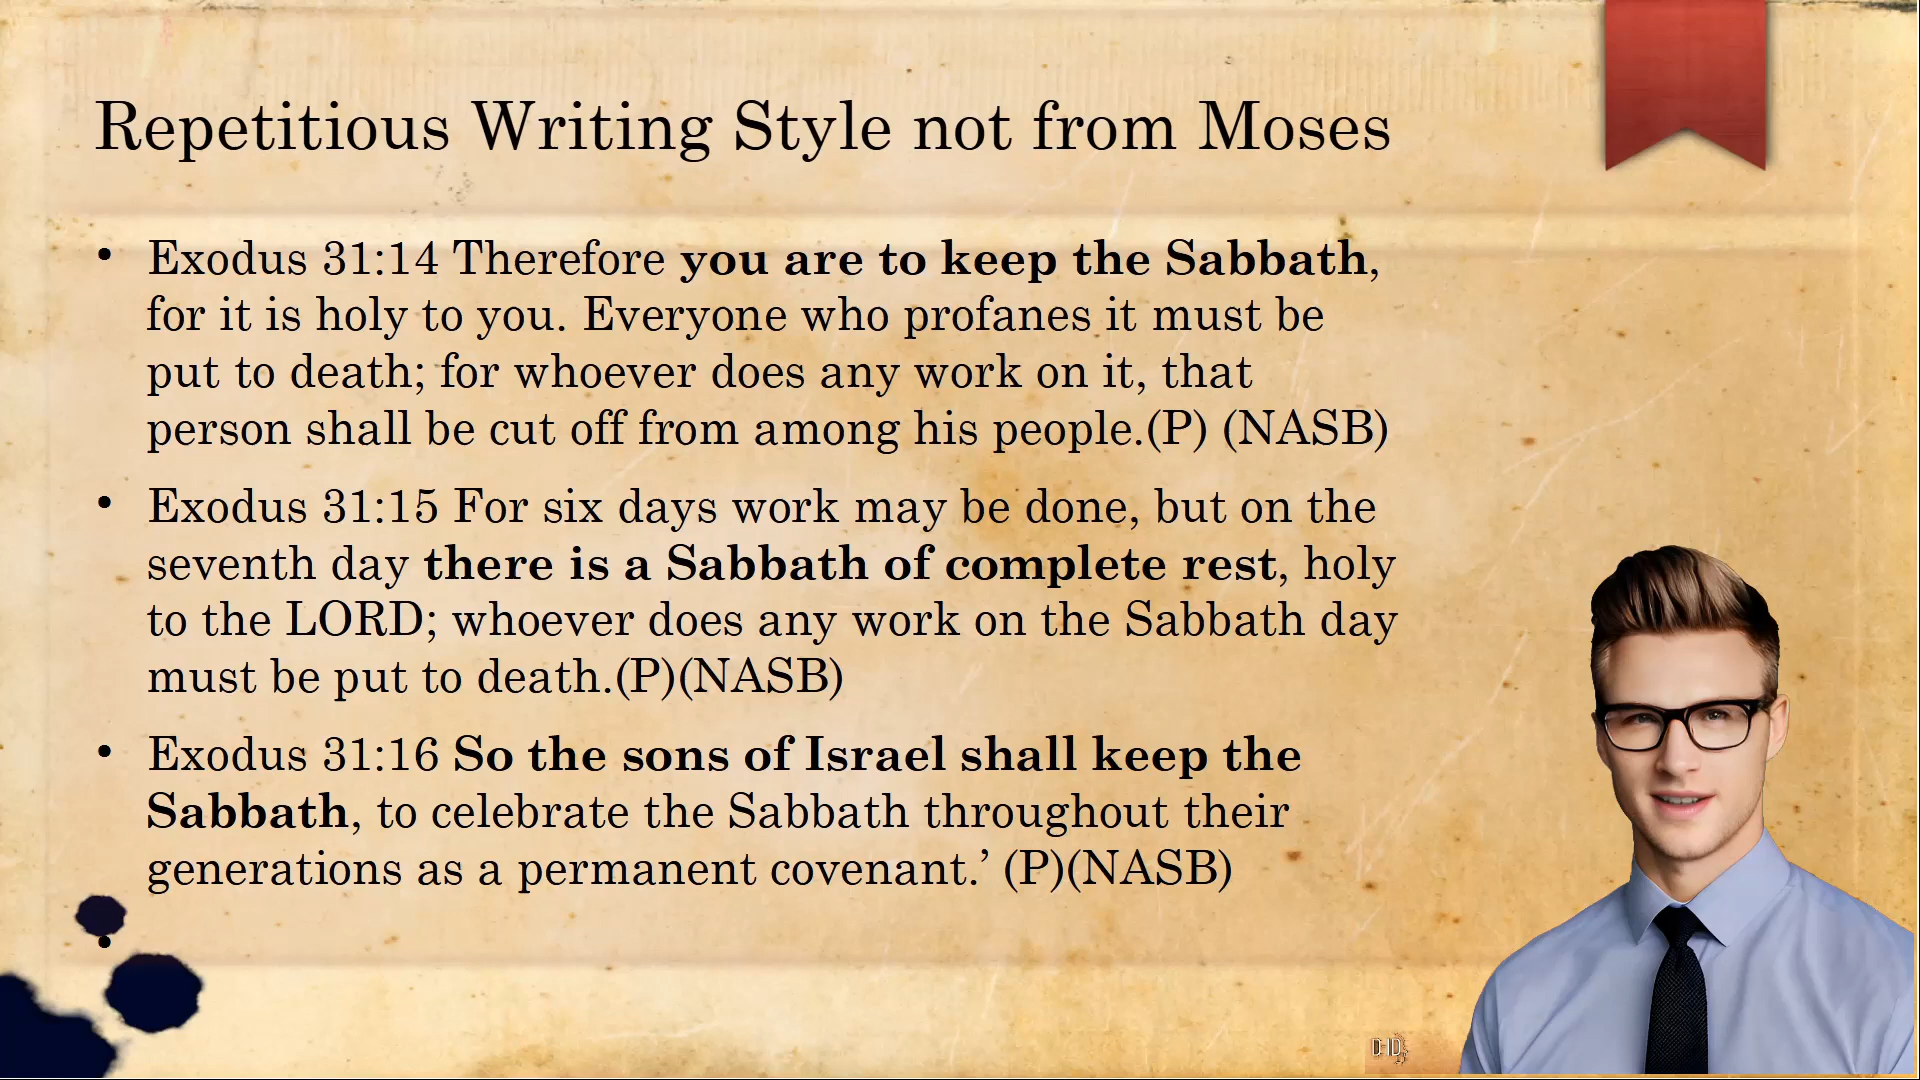 Repetitious Writing Style not from Moses
• Exodus 31:14 Therefore you are to keep the Sabbath,
for it is holy to you. Everyone who profanes it must be
put to death; for whoever does any work on it, that
person shall be cut off from among his people.(P) (NASB)
• Exodus 31:15 For six days work may be done, but on the
seventh day there is a Sabbath of complete rest, holy
to the LORD; whoever does any work on the Sabbath day
must be put to death.(P)(NASB)
• Exodus 31:16 So the sons of Israel shall keep the
Sabbath, to celebrate the Sabbath throughout their
generations as a permanent covenant.’ (P)(NASB)
•
D-ID